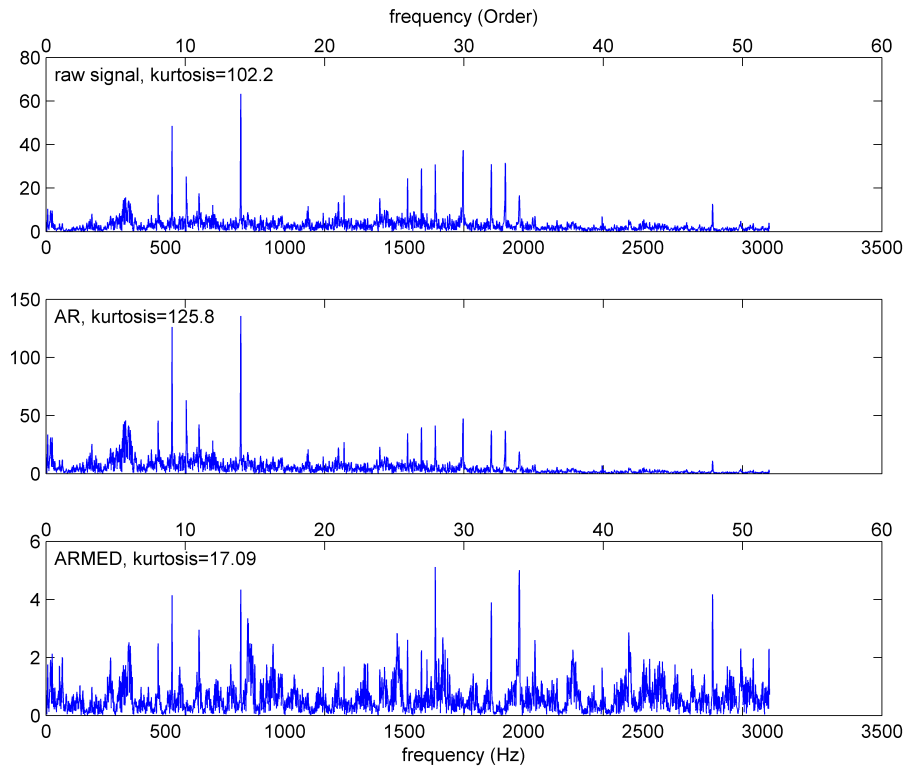 frequency (Order)
0 10 20 30 40 50 60
80
raw signal, kurtosis=102.2
60
40
20
0
0 500 1000 1500 2000 2500 3000 3500
150
AR, kurtosis=125.8
100
50
0
0 10 20 30 40 50 60
6
ARMED, kurtosis=17.09
4
2
0
0 500 1000 1500 2000 2500 3000 3500
frequency (Hz)